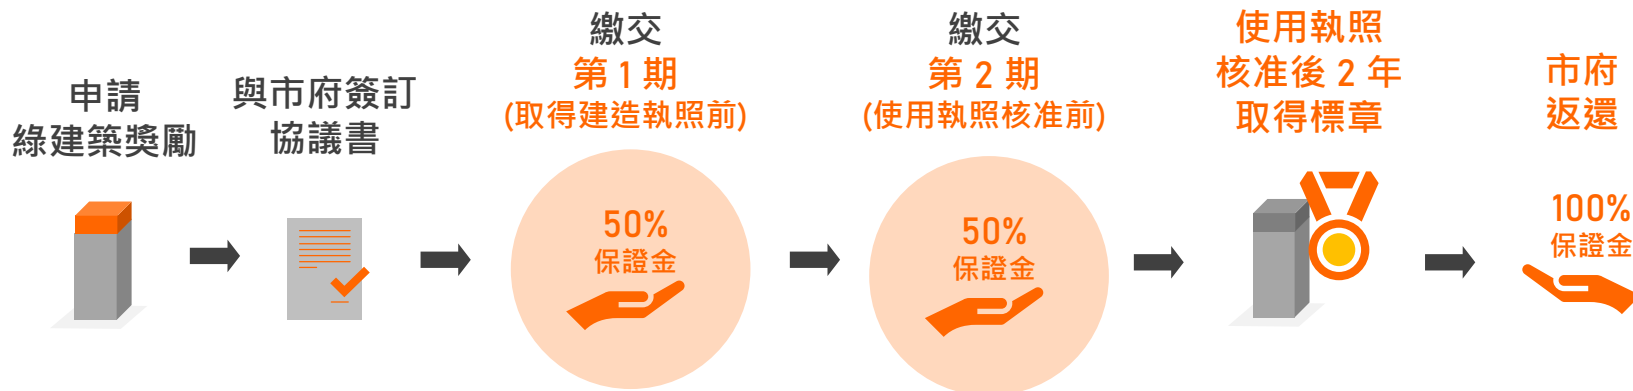 申請
綠建築獎勵
與市府簽訂
協議書
繳交
第 1 期
(取得建造執照前)
50%
保證金
繳交
第 2 期
(使用執照核准前)
50%
保證金
使用執照
核准後 2 年
取得標章
市府
返還
100%
保證金